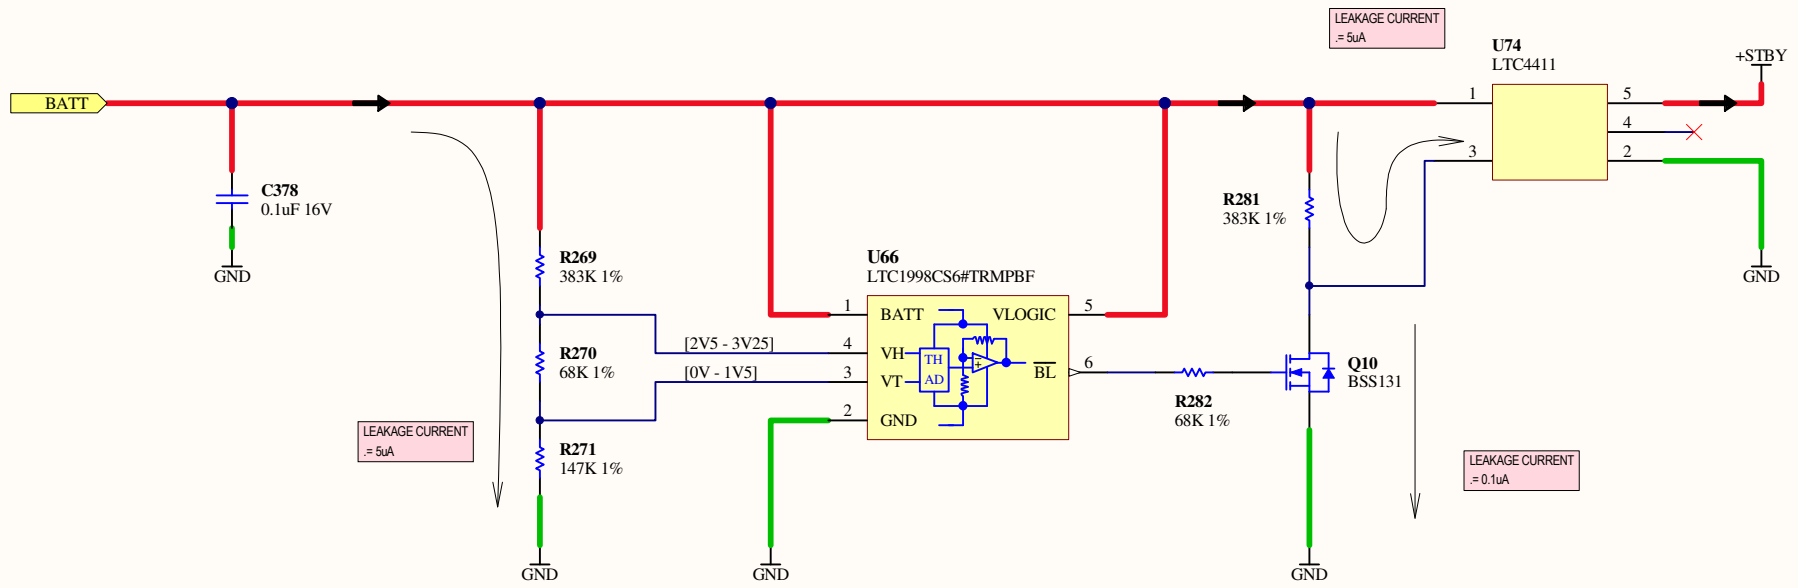 LEAKAGE CURRENT
.= 5uA
U74
LTC4411
+STBY
BATT
1
5
4
3
2
C378
0.1uF 16V
GND
R281
383K 1%
GND
R269
383K 1%
U66
LTC1998CS6#TRMPBF
1
BATT
VLOGIC
5
R270
68K 1%
[2V5 - 3V25]
4
VH
TH
AD
[0V - 1V5]
3
VT
BL
6
R282
68K 1%
Q10
BSS131
2
GND
LEAKAGE CURRENT
.= 5uA
R271
147K 1%
LEAKAGE CURRENT
.= 0.1uA
GND
GND
GND